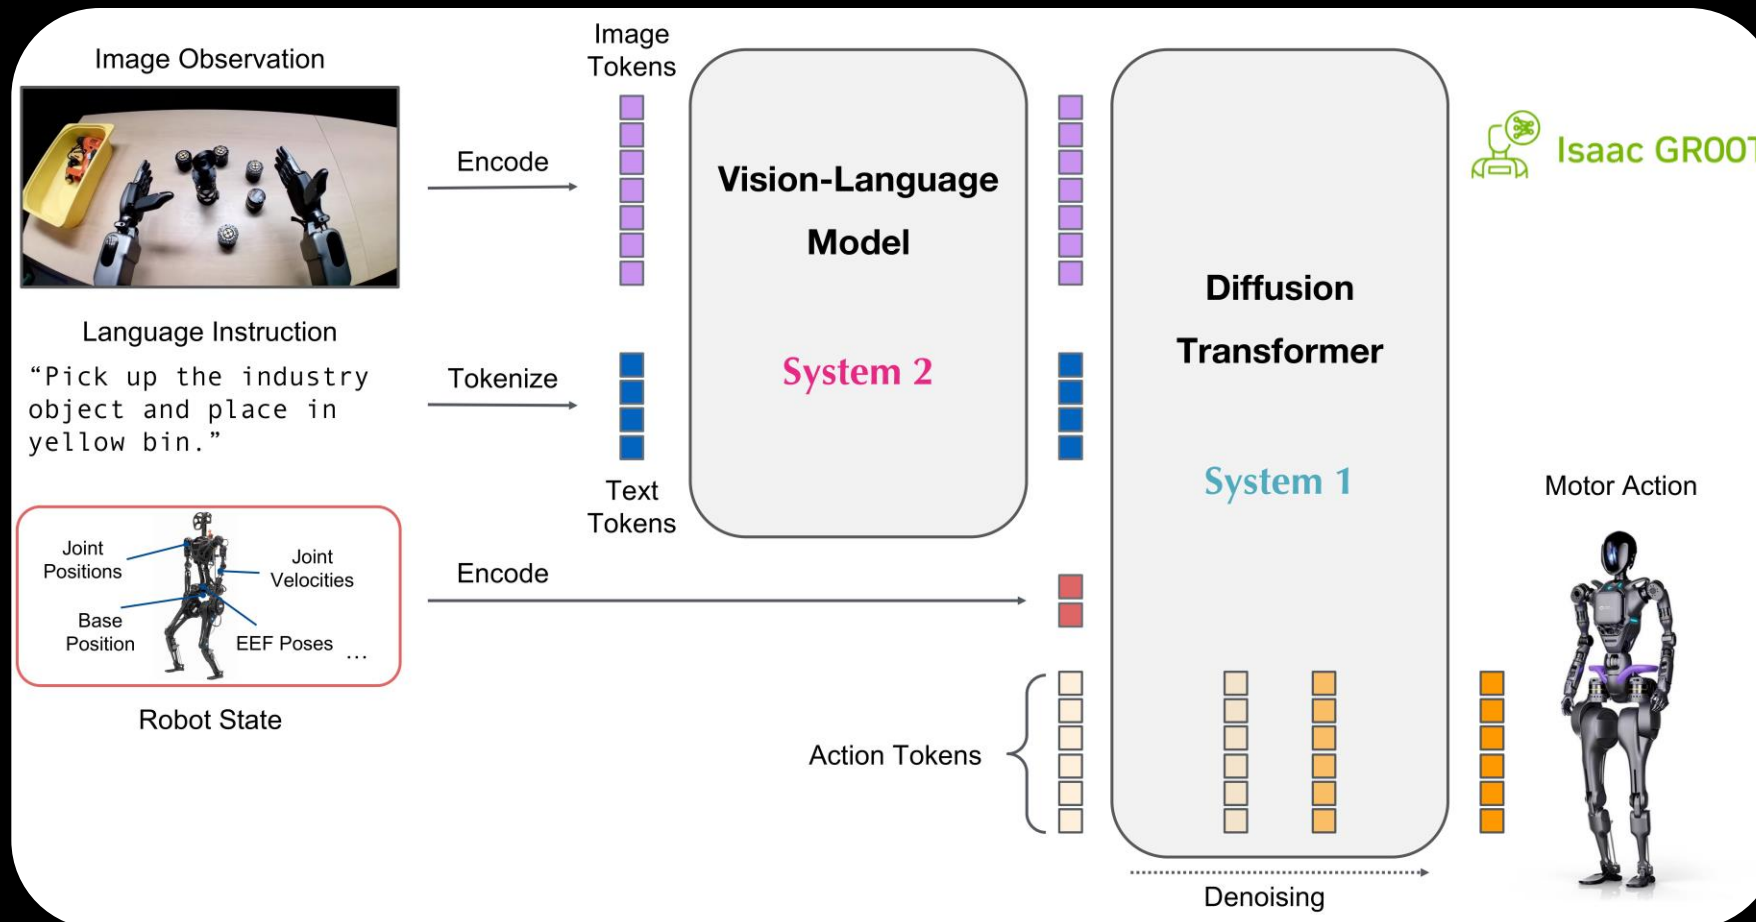 Image Observation
Image
Tokens
Encode
Vision-Language
Model
System 2
Diffusion
Transformer
System 1
Isaac GR00T
Language Instruction
“Pick up the industry
object and place in
yellow bin.”
Tokenize
Text
Tokens
Joint
Positions
Joint
Velocities
Base
Position
EEF Poses ...
Robot State
Encode
Action Tokens
Denoising
Motor Action